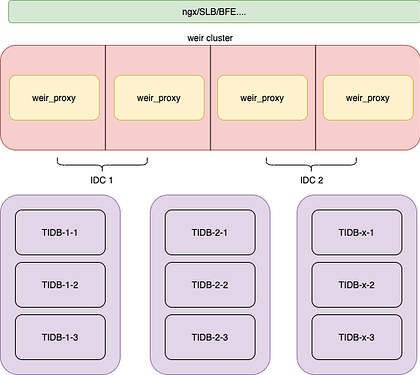 ngx/SLB/BFE....
weir cluster
weir_proxy weir_proxy weir_proxy weir_proxy
IDC 1 IDC 2
TIDB-1-1 TIDB-2-1 TIDB-x-1
TIDB-1-2 TIDB-2-2 TIDB-x-2
TIDB-1-3 TIDB-2-3 TIDB-x-3